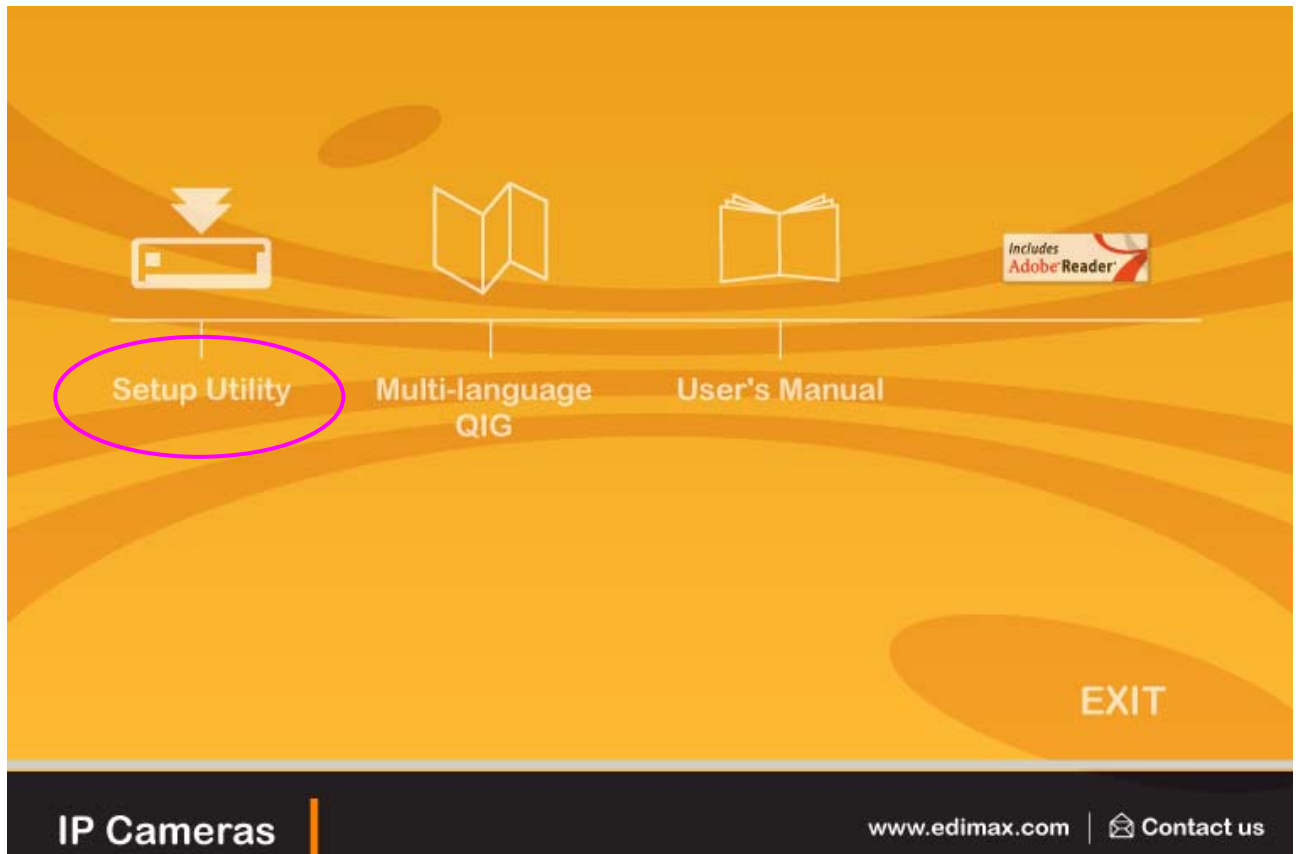 Includes
Adobe Reader
Setup Utility
Multi-language
QIG
User's Manual
EXIT
IP Cameras
www.edimax.com
Contact us